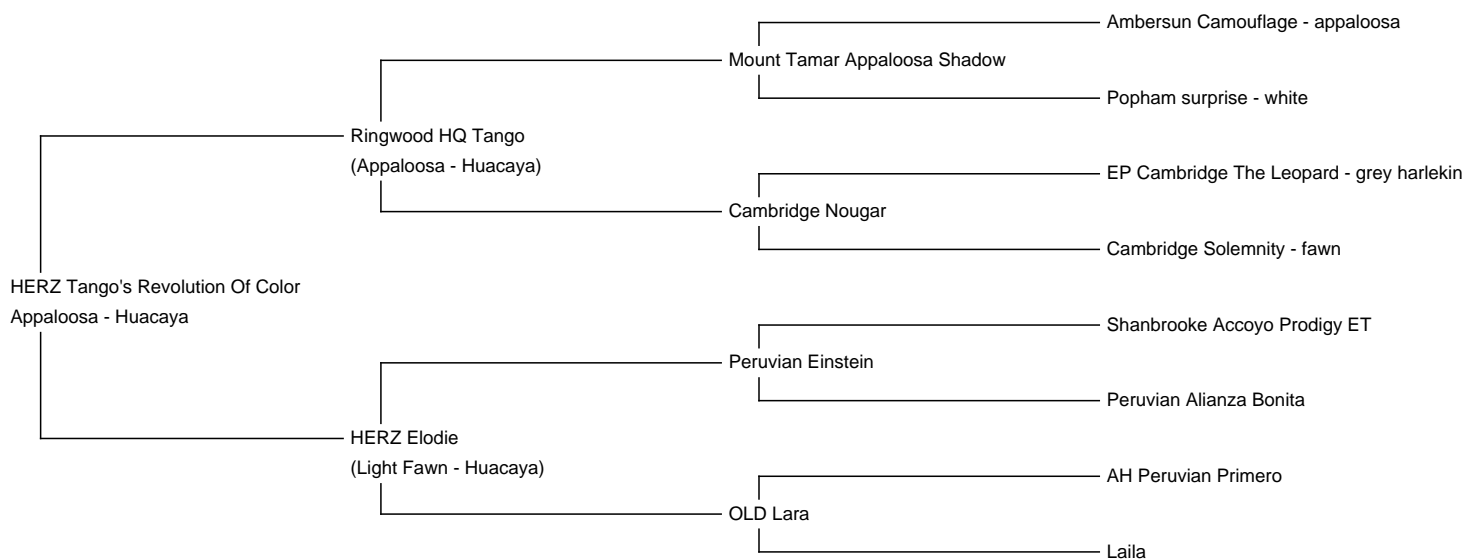 Ambersun Camouflage - appaloosa
Mount Tamar Appaloosa Shadow
Popham surprise - white
Ringwood HQ Tango
(Appaloosa - Huacaya)
EP Cambridge The Leopard - grey harlekin
Cambridge Nougar
Cambridge Solemnity - fawn
HERZ Tango's Revolution Of Color
Appaloosa - Huacaya
Shanbrooke Accoyo Prodigy ET
Peruvian Einstein
Peruvian Alianza Bonita
HERZ Elodie
(Light Fawn - Huacaya)
AH Peruvian Primero
OLD Lara
Laila